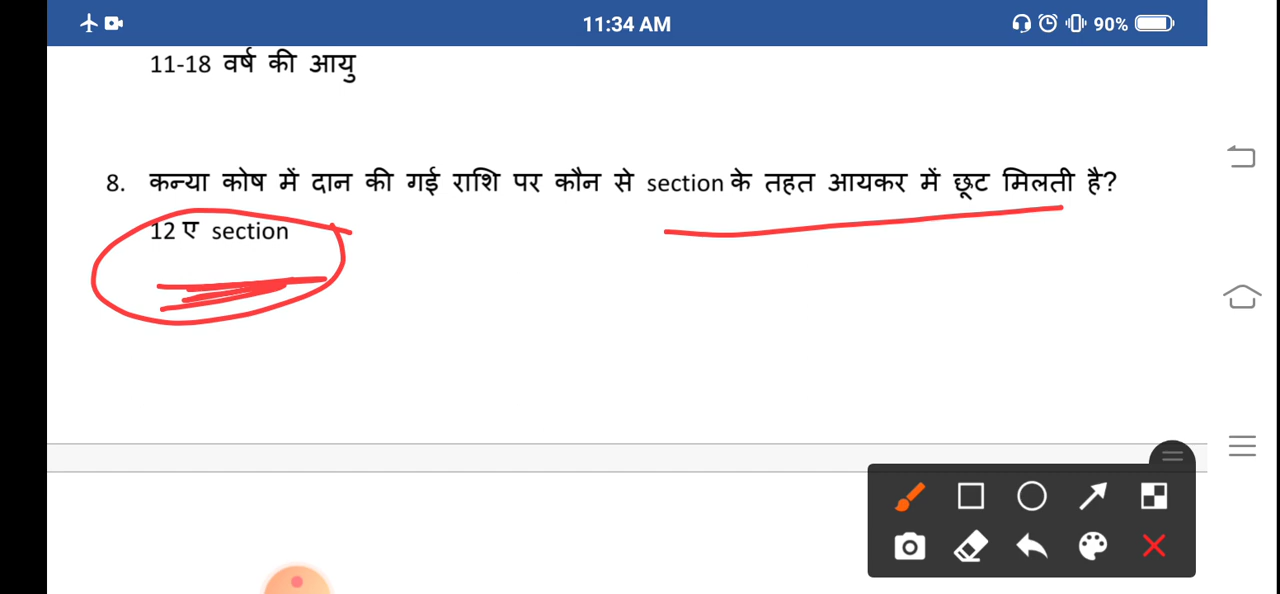 11:34 AM
90%
11-18 वर्ष की आयु
8. कन्या कोष में दान की गई राशि पर कौन से section के तहत आयकर में छूट मिलती है?
12 ए section